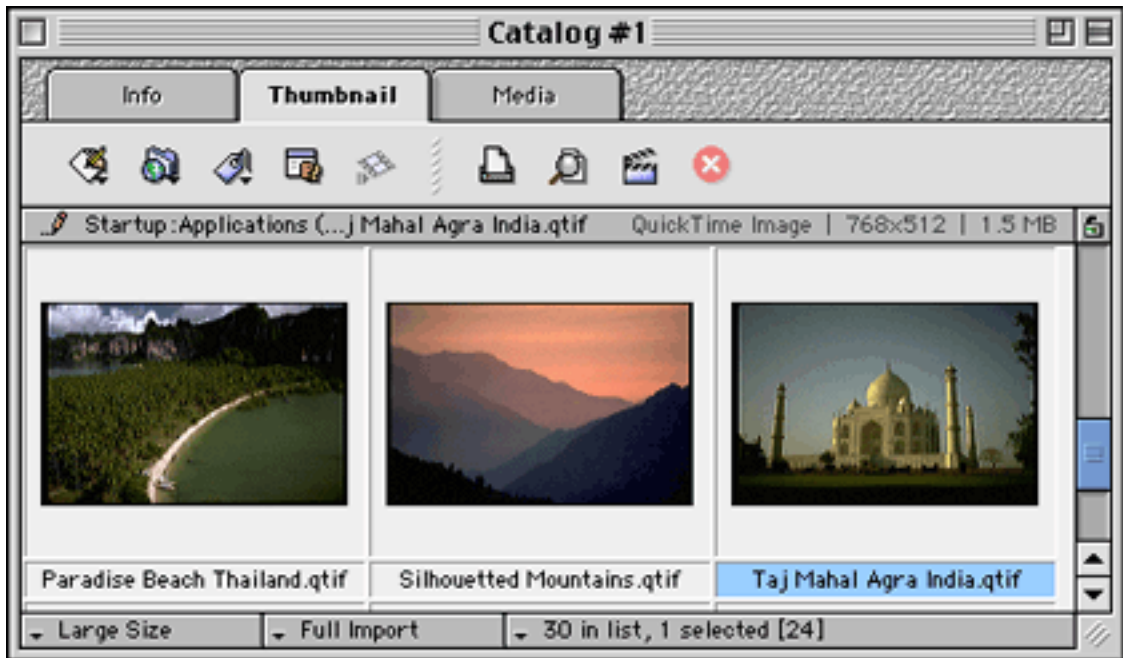 Catalog #1
Info Thumbnail Media
Startup:Applications (...j Mahal Agra India.qtif QuickTime Image | 768x512 | 1.5 MB
Paradise Beach Thailand.qtif Silhouetted Mountains.qtif Taj Mahal Agra India.qtif
Large Size Full Import 30 in list, 1 selected [24]